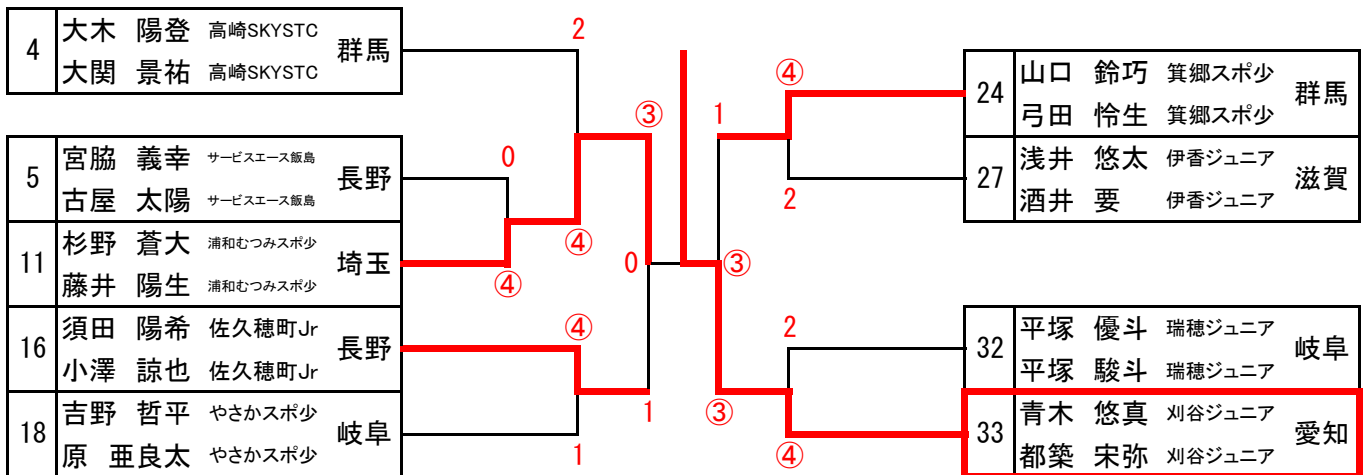 4 大木 陽登 高崎SKYSTC 群馬
大関 景祐 高崎SKYSTC
5 宮脇 義幸 サービスエース飯島 長野
古屋 太陽 サービスエース飯島
11 杉野 蒼大 浦和むつみスポ少 埼玉
藤井 陽生 浦和むつみスポ少
16 須田 陽希 佐久穂町Jr 長野
小澤 諒也 佐久穂町Jr
18 吉野 哲平 やさかスポ少 岐阜
原 亜良太 やさかスポ少
2
0
④
④
③
④
1
1
0
③
1
④
2
2
③
④
24 山口 鈴巧 箕郷スポ少 群馬
弓田 怜生 箕郷スポ少
27 浅井 悠太 伊香ジュニア 滋賀
酒井 要 伊香ジュニア
32 平塚 優斗 瑞穂ジュニア 岐阜
平塚 駿斗 瑞穂ジュニア
33 青木 悠真 刈谷ジュニア 愛知
都築 宋弥 刈谷ジュニア